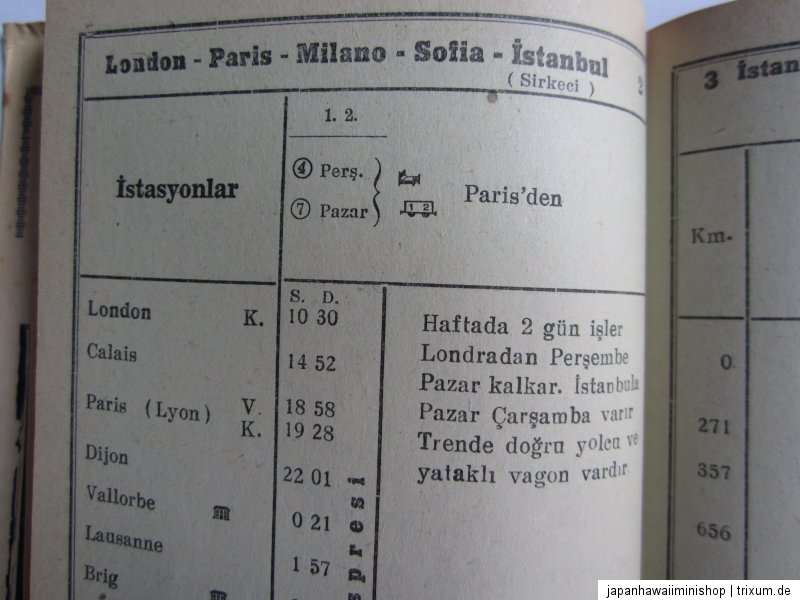 London - Paris - Milano - Sofia - İstanbul
( Sirkeci )
2
İstasyonlar
1. 2.
④ Perş.
⑦ Pazar
1 2
Paris'den
S. D.
London K. 10 30
Calais 14 52
Paris (Lyon) V. 18 58
K. 19 28
Dijon 22 01
Vallorbe 0 21
Lausanne 1 57
Brig
Haftada 2 gün işler
Londradan Perşembe
Pazar kalkar. İstanbula
Pazar Çarşamba varır
Trende doğru yolcu ve
yataklı vagon vardır.
3 İstan
Km.
0
271
357
656
japanhawaiiminishop | trixum.de